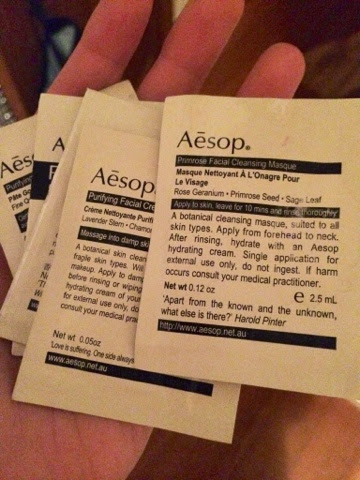 Aēsop.
Purifying
Pâte Go
Fire O
A
P
Aēsop.
Purifying Facial Cre
Crème Nettoyante Purifi
Lavender Stem • Chamo
Massage into damp ski
A botanical skin clean
fragile skin types. Will
makeup. Apply to dam
before rinsing or wiping
hydrating cream of your
for external use only, do
consult your medical pra
Net wt 0.05oz
Love is suffering. One side always
www.aesop.net.au
Aēsop®
Primrose Facial Cleansing Masque
Masque Nettoyant À L'Onagre Pour
Le Visage
Rose Geranium • Primrose Seed • Sage Leaf
Apply to skin, leave for 10 mins and rinse thoroughly
A botanical cleansing masque, suited to all
skin types. Apply from forehead to neck.
After rinsing, hydrate with an Aesop
hydrating cream. Single application for
external use only, do not ingest. If harm
occurs consult your medical practitioner.
Net wt 0.12 oz ℮ 2.5 mL
'Apart from the known and the unknown,
what else is there?' Harold Pinter
http://www.aesop.net.au